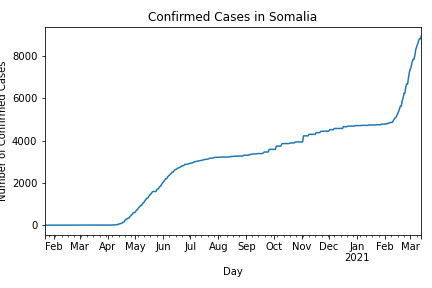 Confirmed Cases in Somalia
Number of Confirmed Cases
8000
6000
4000
2000
0
Feb Mar Apr May Jun Jul Aug Sep Oct Nov Dec Jan Feb Mar
2021
Day